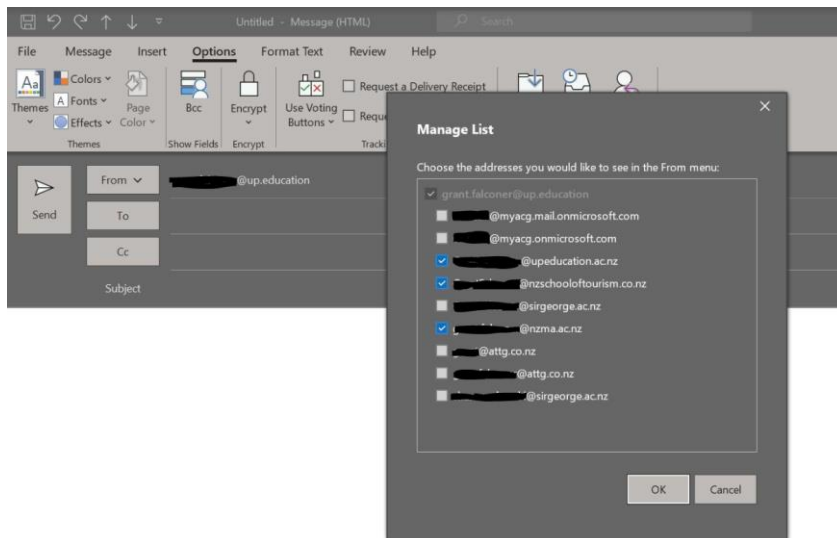 Untitled - Message (HTML)
Search
File Message Insert Options Format Text Review Help
Themes
Colors
Fonts
Effects
Page Color
Themes
Bcc
Show Fields
Encrypt
Encrypt
Use Voting Buttons
Request a Delivery Receipt
Reque
Tracki
Send
From
@up.education
To
Cc
Subject
Manage List
Choose the addresses you would like to see in the From menu:
grant.falconer@up.education
@myacg.mail.onmicrosoft.com
@myacg.onmicrosoft.com
@upeducation.ac.nz
@nzschooloftourism.co.nz
@sirgeorge.ac.nz
@nzma.ac.nz
@attg.co.nz
@attg.co.nz
@sirgeorge.ac.nz
OK Cancel